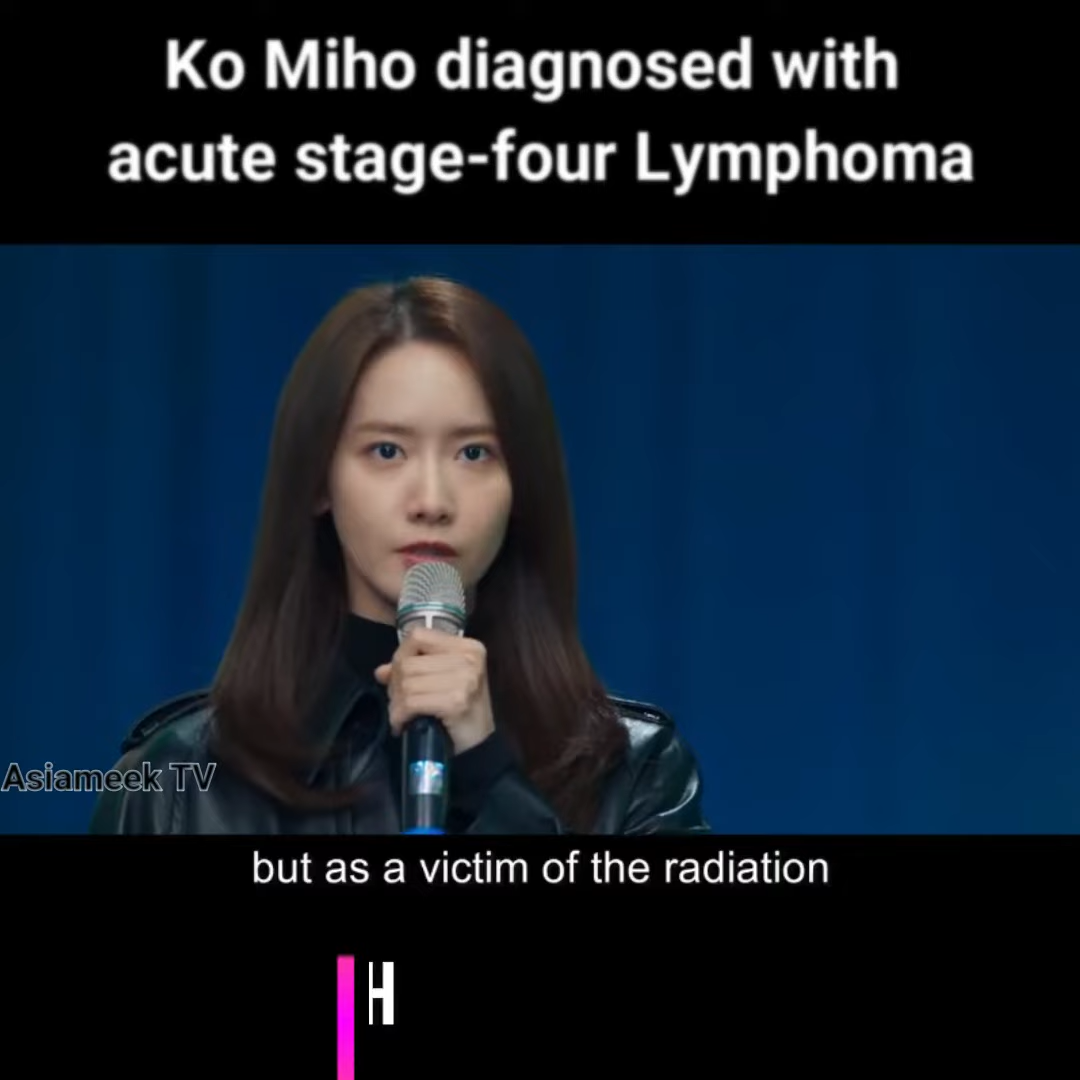 Ko Miho diagnosed with
acute stage-four Lymphoma
Asiameek TV
but as a victim of the radiation
H